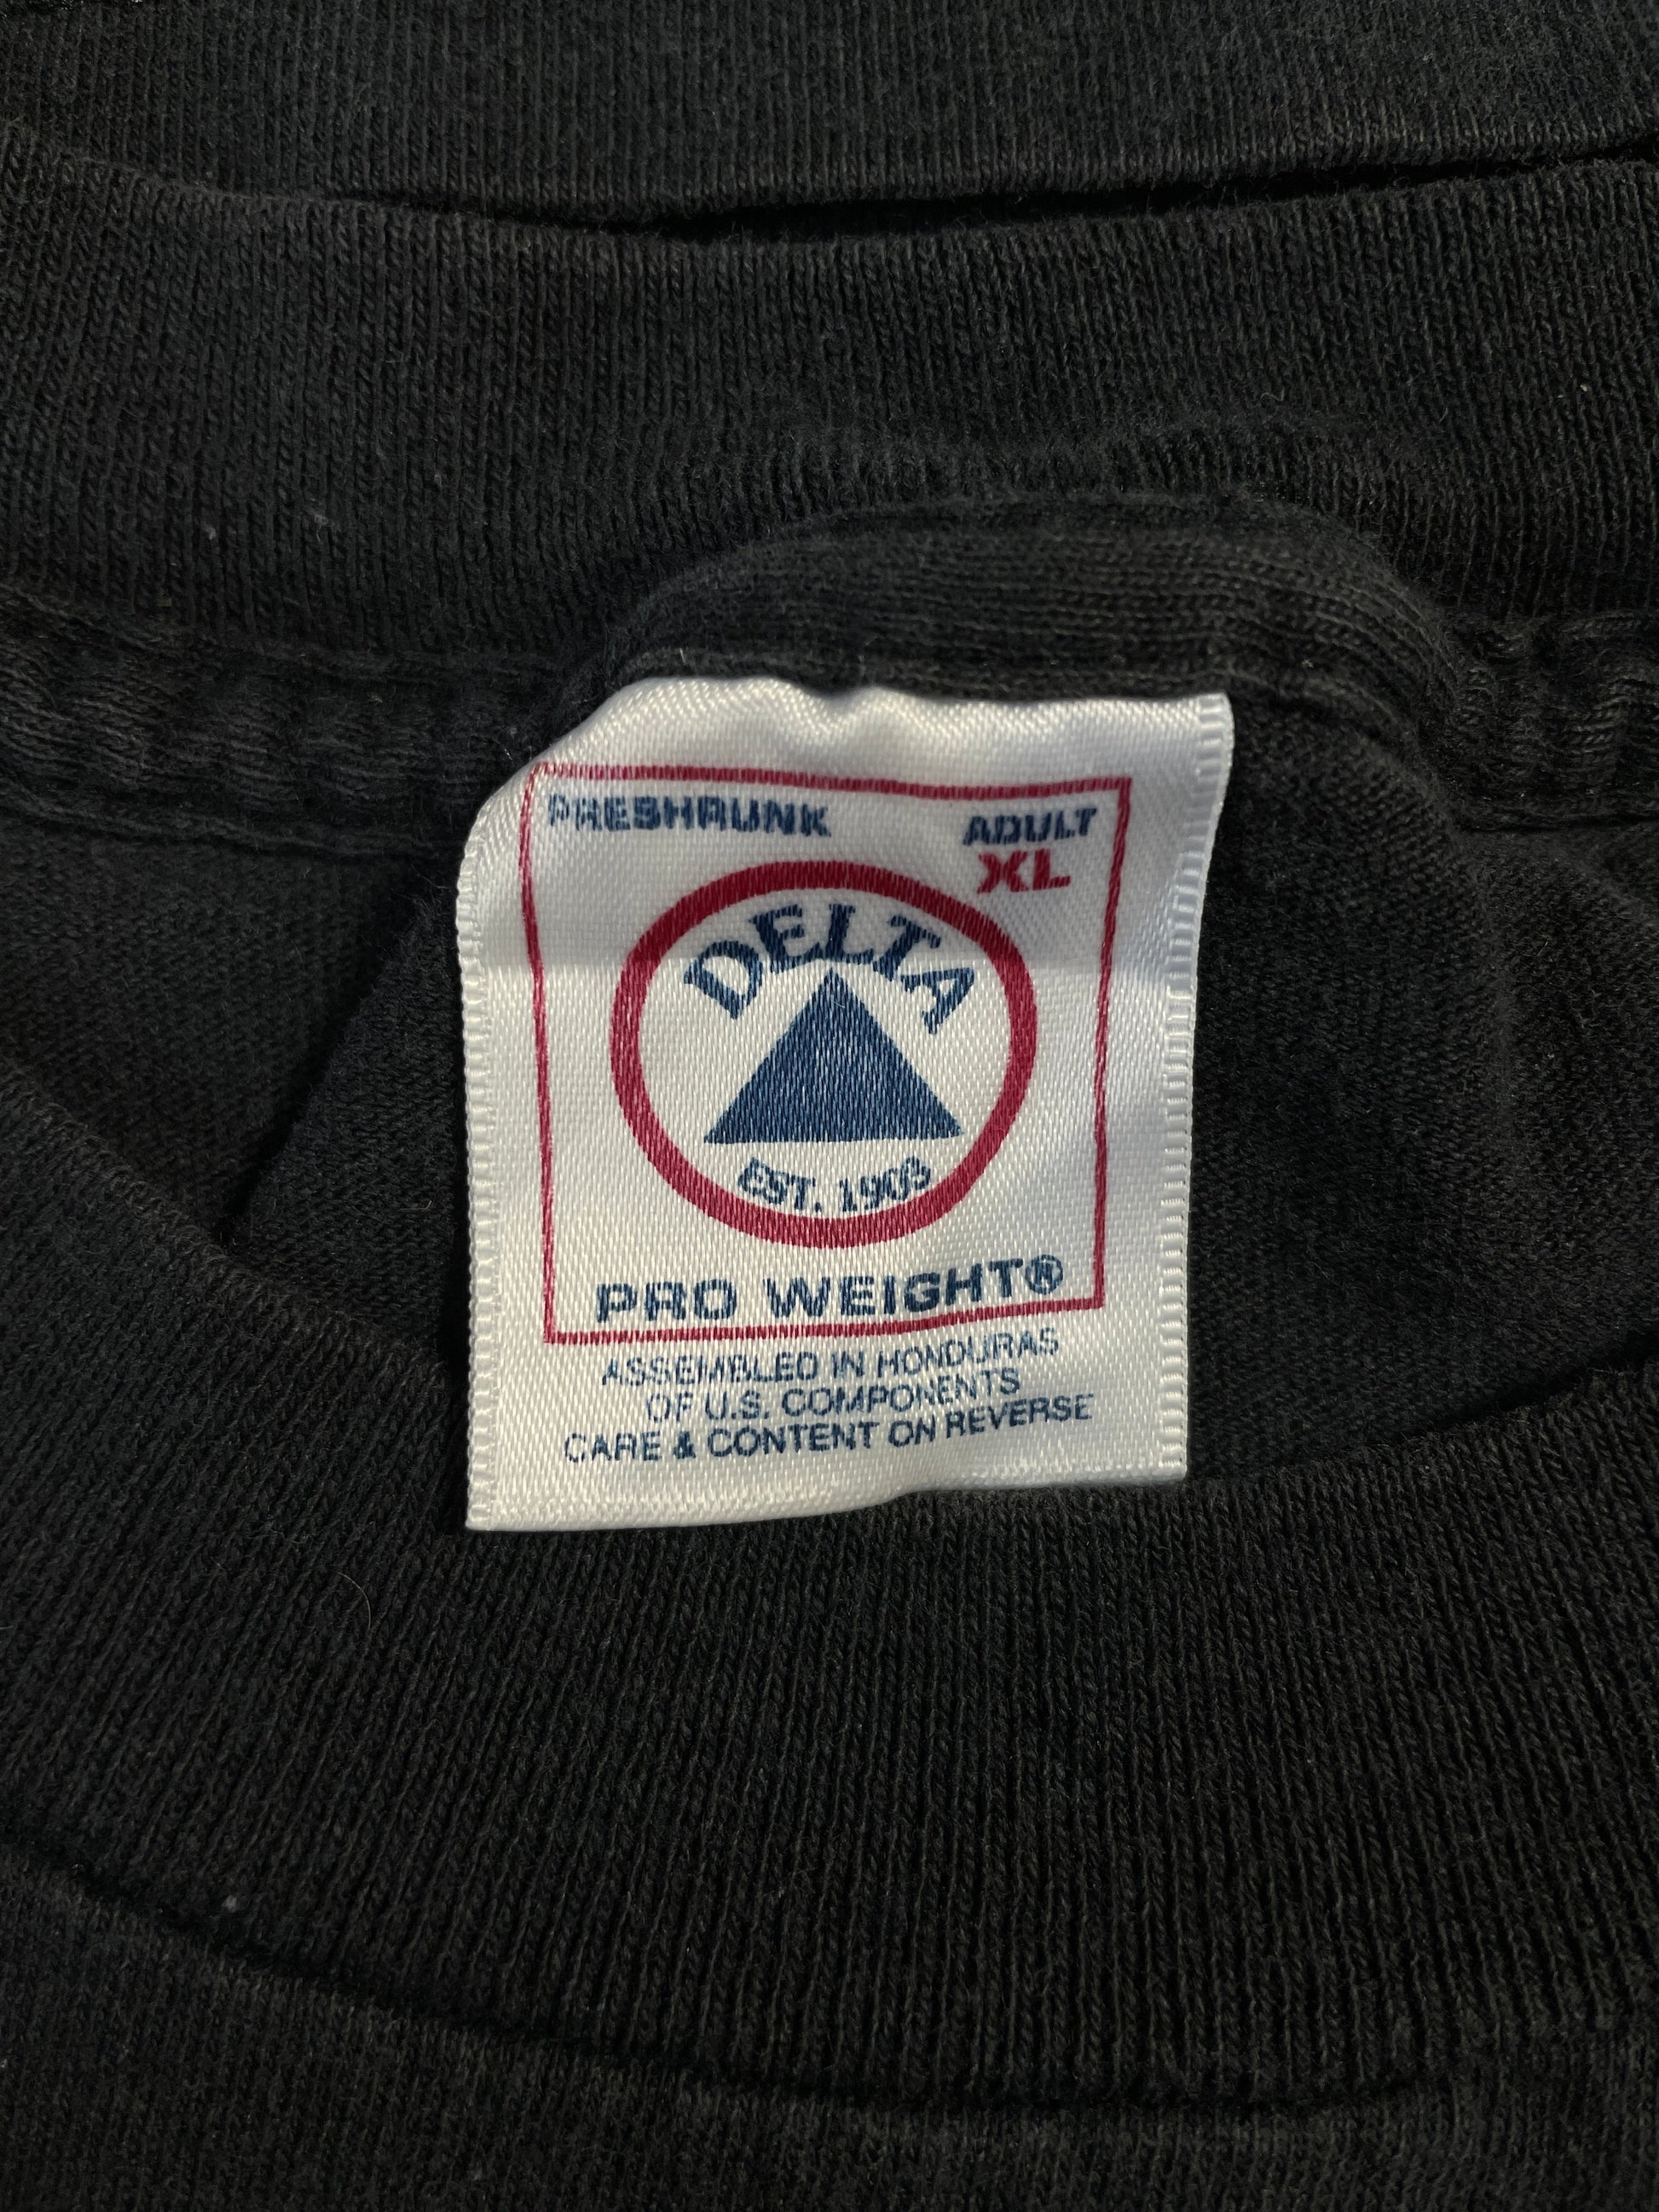 PRESHRUNK ADULT
XL
DELTA
EST. 1903
PRO WEIGHT®
ASSEMBLED IN HONDURAS
OF U.S. COMPONENTS
CARE & CONTENT ON REVERSE